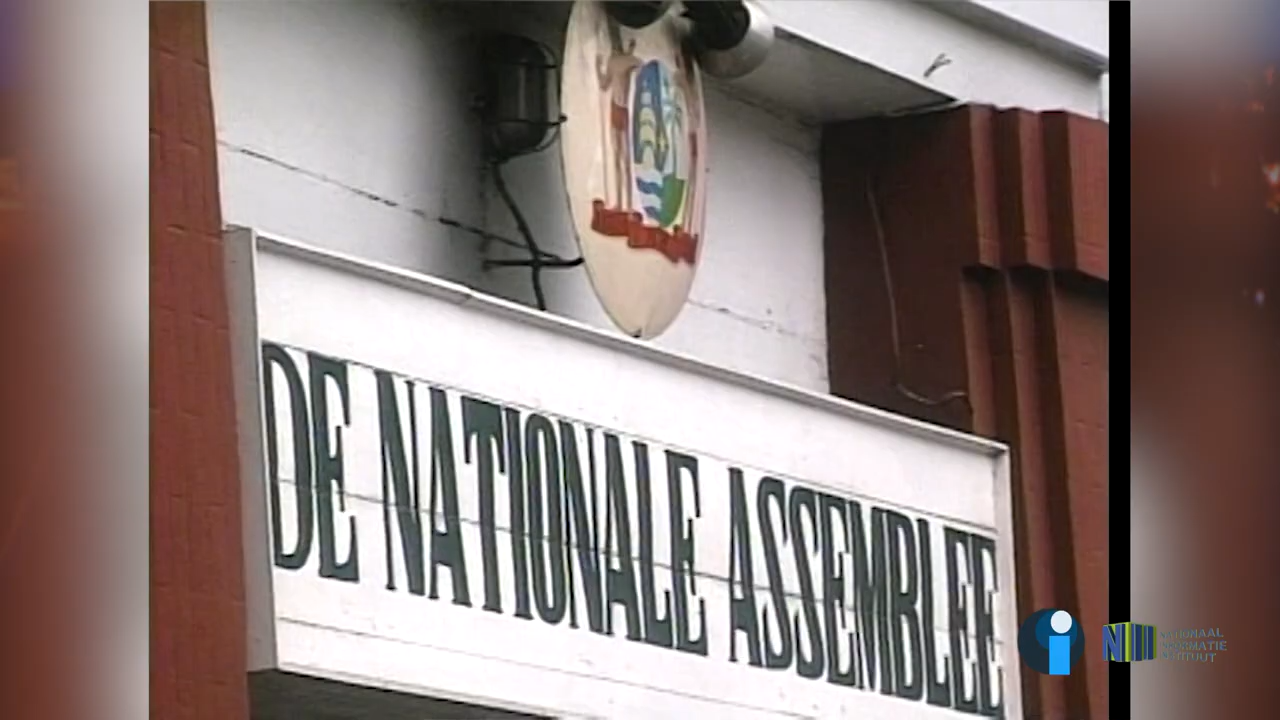 DE NATIONALE ASSEMBLEE
NATIONAAL
INFORMATIE
INSTITUUT